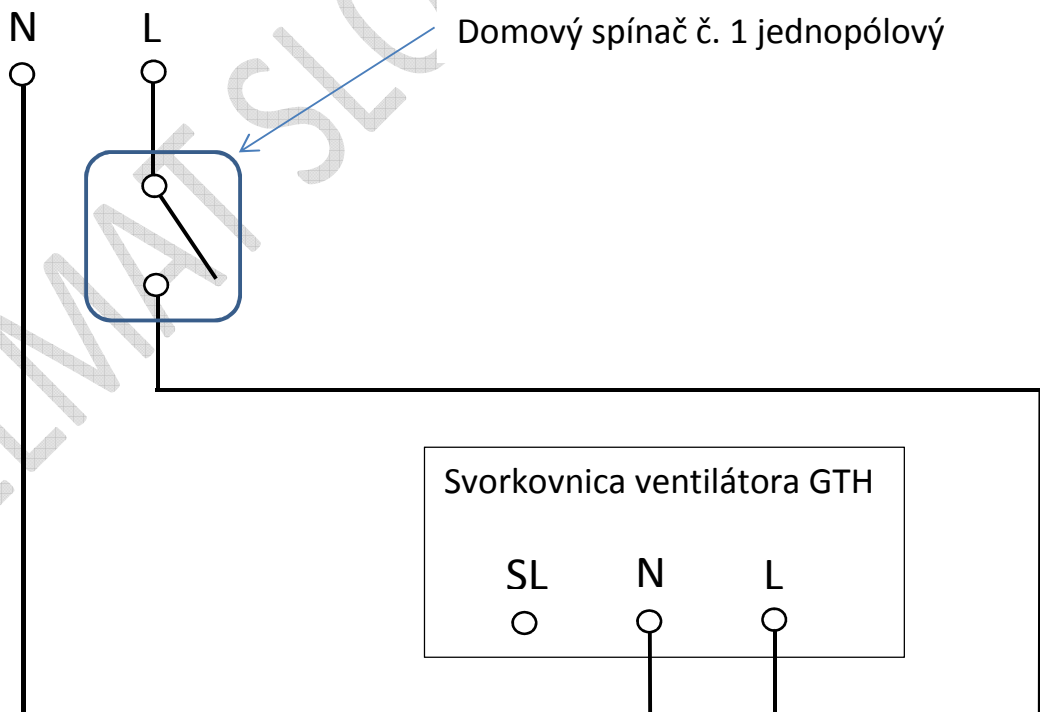 N L Domový spínač č. 1 jednopólový
Svorkovnica ventilátora GTH
SL N L